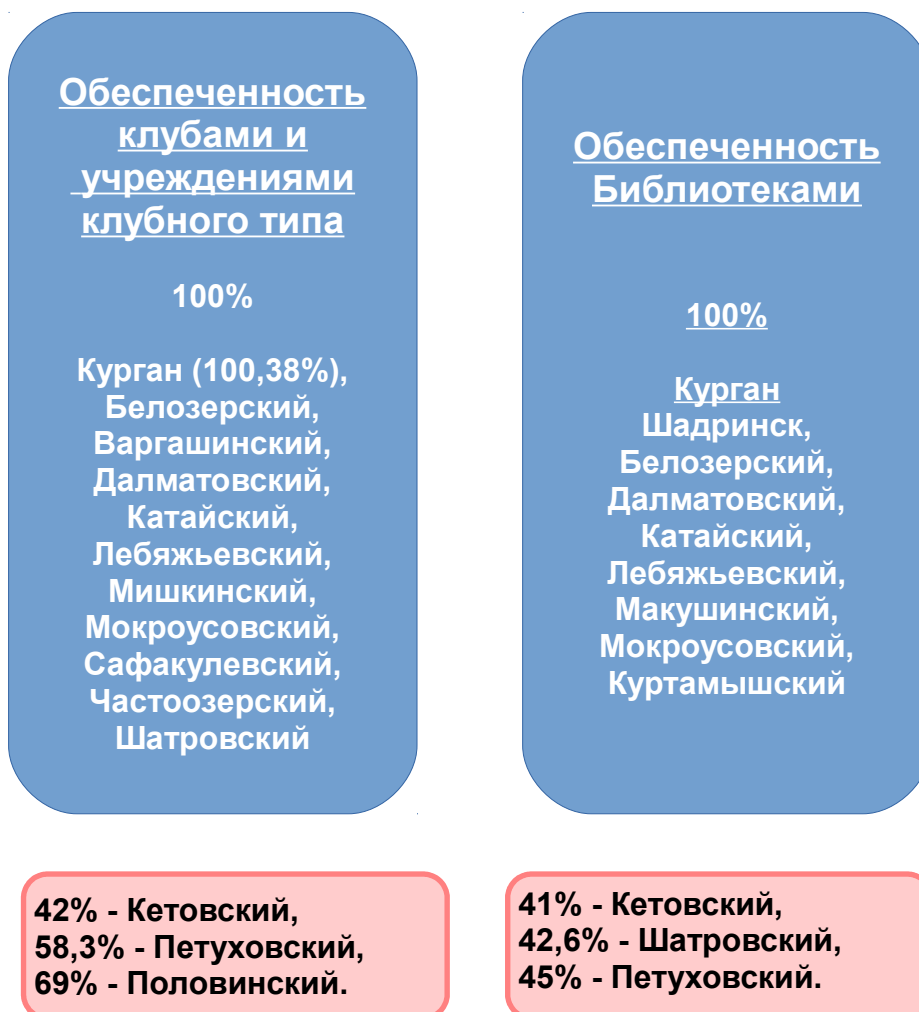 Обеспеченность
клубами и
учреждениями
клубного типа
100%
Курган (100,38%),
Белозерский,
Варгашинский,
Далматовский,
Катайский,
Лебяжьевский,
Мишкинский,
Мокроусовский,
Сафакулевский,
Частоозерский,
Шатровский
Обеспеченность
Библиотеками
100%
Курган
Шадринск,
Белозерский,
Далматовский,
Катайский,
Лебяжьевский,
Макушинский,
Мокроусовский,
Куртамышский
42% - Кетовский,
58,3% - Петуховский,
69% - Половинский.
41% - Кетовский,
42,6% - Шатровский,
45% - Петуховский.